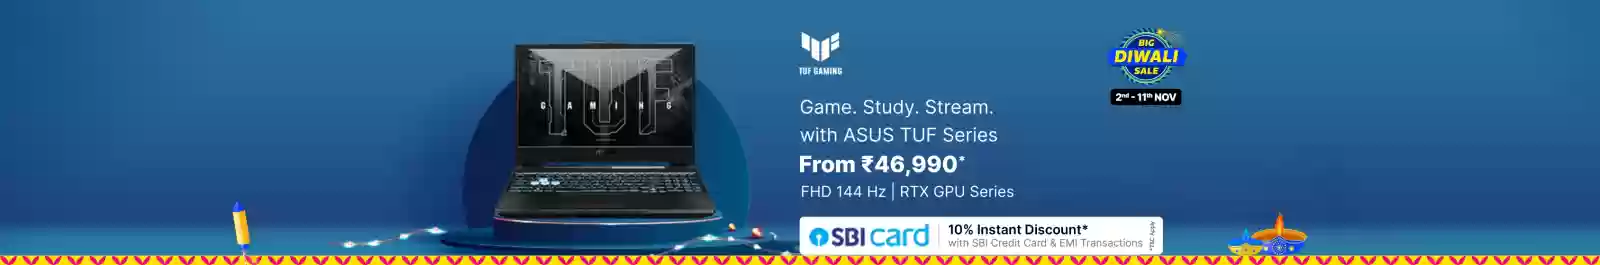 TUF
GAMING
TUF GAMING
Game. Study. Stream.
with ASUS TUF Series
From ₹46,990*
FHD 144 Hz | RTX GPU Series
SBI card
10% Instant Discount*
with SBI Credit Card & EMI Transactions
*T&C Apply
BIG
DIWALI
SALE
2nd - 11th NOV